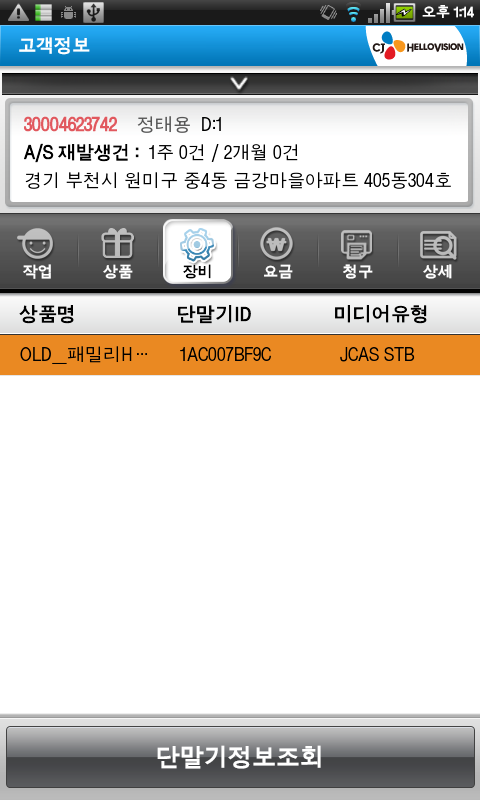 오후 1:14
고객정보
CJ HELLOVISION
30004623742 정태용 D:1
A/S 재발생건 : 1주 0건 / 2개월 0건
경기 부천시 원미구 중4동 금강마을아파트 405동304호
작업 상품 장비 요금 청구 상세
상품명 단말기ID 미디어유형
OLD__패밀리H… 1AC007BF9C JCAS STB
단말기정보조회